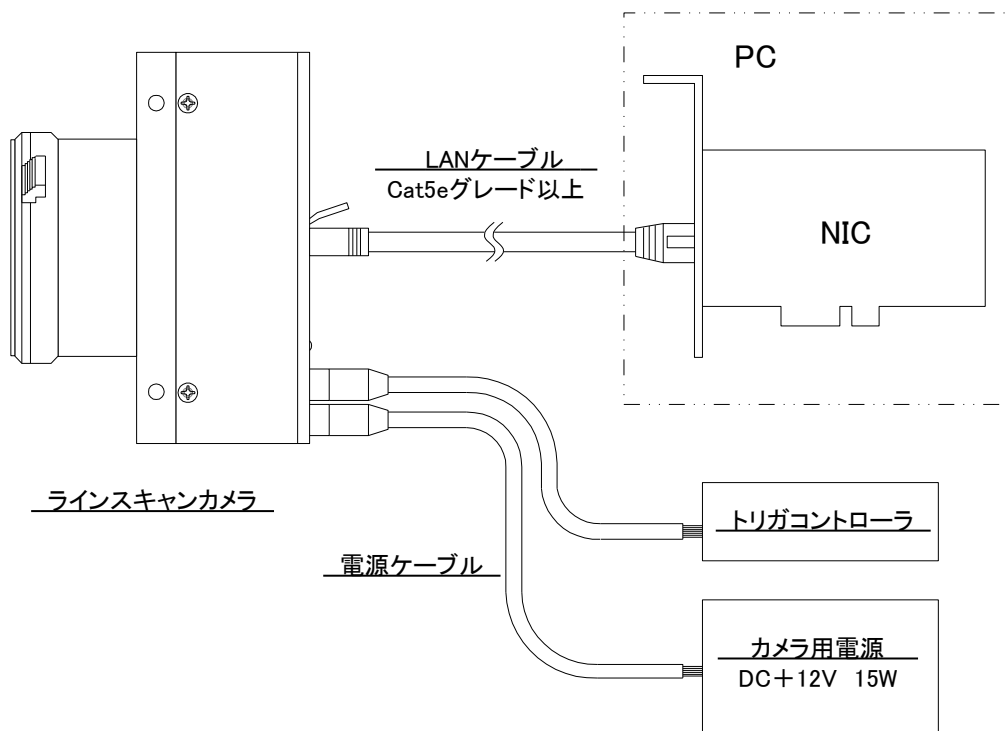 PC
LANケーブル
Cat5eグレード以上
NIC
ラインスキャンカメラ
トリガコントローラ
電源ケーブル
カメラ用電源
DC+12V 15W